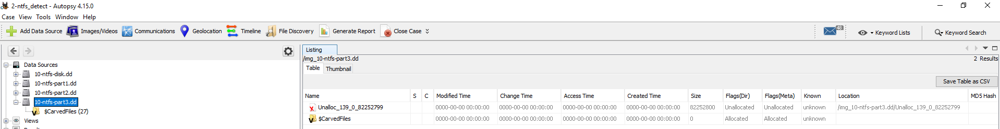 2-ntfs_detect - Autopsy 4.15.0
Case View Tools Window Help
Add Data Source Images/Videos Communications Geolocation Timeline File Discovery Generate Report Close Case 48 Keyword Lists Keyword Search
Listing
/img_10-ntfs-part3.dd 2 Results
Table Thumbnail
Save Table as CSV
Name S C Modified Time Change Time Access Time Created Time Size Flags(Dir) Flags(Meta) Known Location MD5 Hash
Unalloc_139_0_82252799 0000-00-00 00:00:00 0000-00-00 00:00:00 0000-00-00 00:00:00 0000-00-00 00:00:00 82252800 Unallocated Unallocated unknown /img_10-ntfs-part3.dd/Unalloc_139_0_82252799
$CarvedFiles 0000-00-00 00:00:00 0000-00-00 00:00:00 0000-00-00 00:00:00 0000-00-00 00:00:00 0 Allocated Allocated unknown
Data Sources
10-ntfs-disk.dd
10-ntfs-part1.dd
10-ntfs-part2.dd
10-ntfs-part3.dd
$CarvedFiles (27)
Views